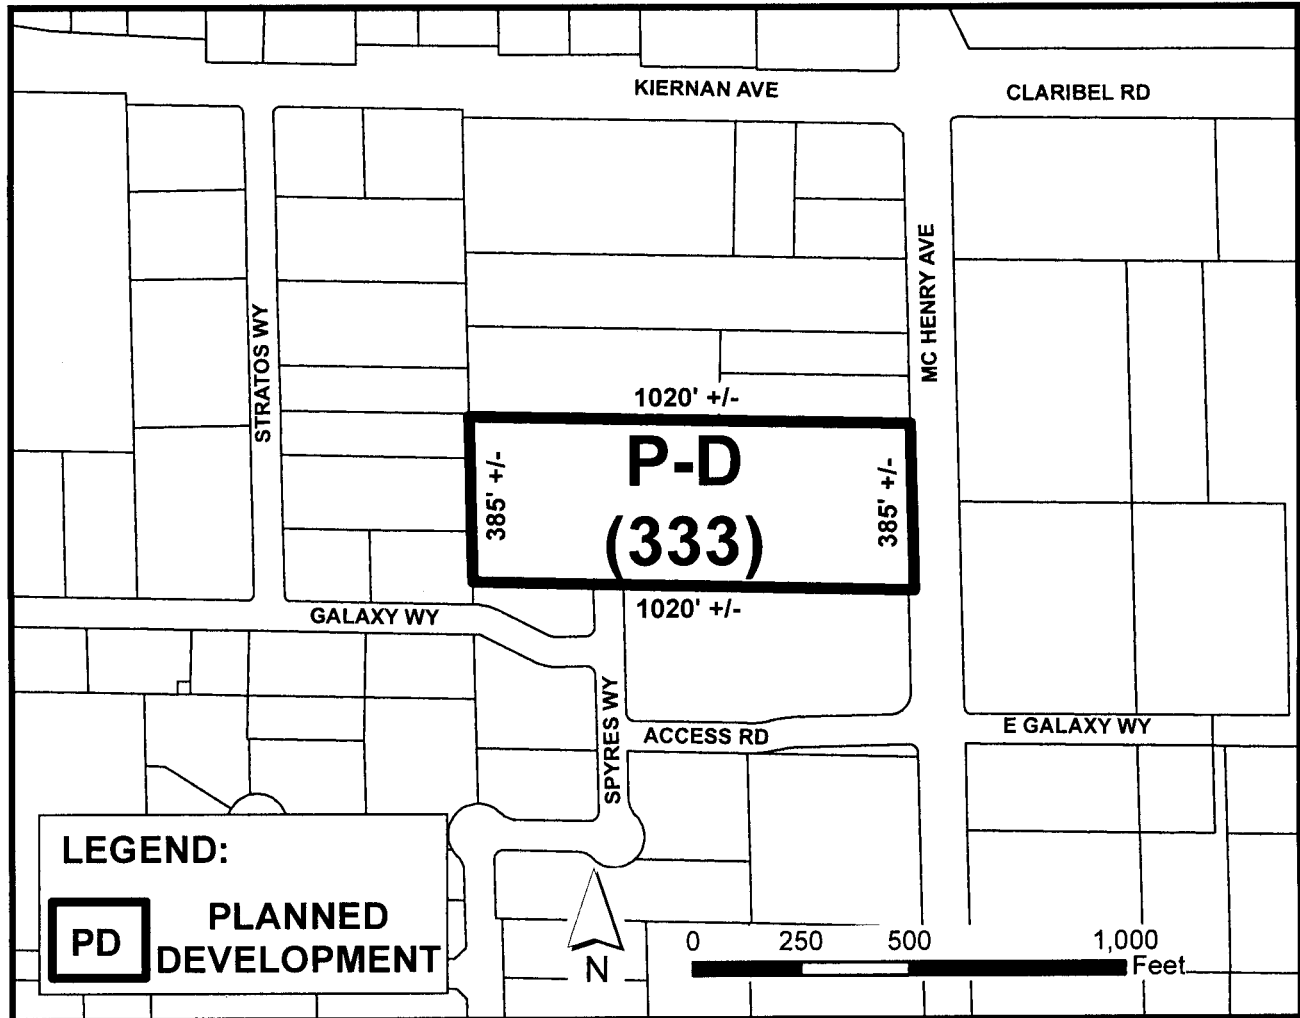 KIERNAN AVE
CLARIBEL RD
MC HENRY AVE
STRATOS WY
1020' +/-
P-D
(333)
385' +/-
385' +/-
1020' +/-
GALAXY WY
SPYRES WY
ACCESS RD
E GALAXY WY
LEGEND:
PD
PLANNED
DEVELOPMENT
N
0 250 500 1,000
Feet